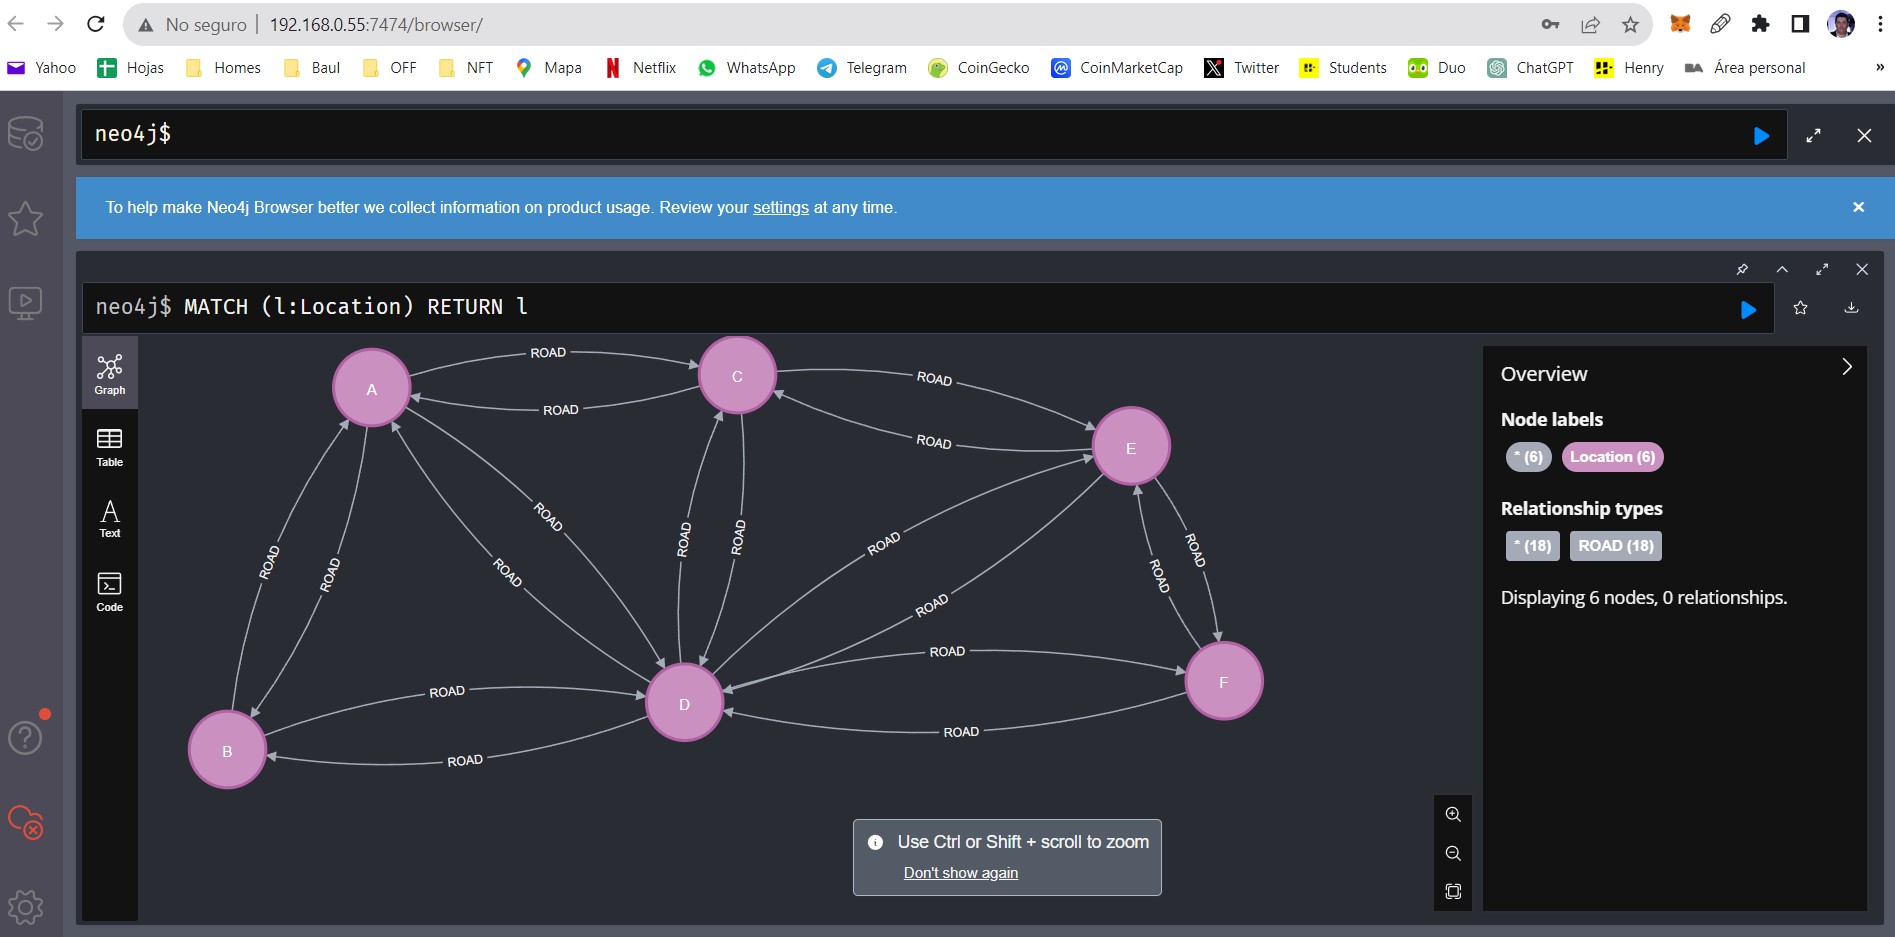 No seguro | 192.168.0.55:7474/browser/
Yahoo Hojas Homes Baul OFF NFT Mapa Netflix WhatsApp Telegram CoinGecko CoinMarketCap Twitter Students Duo ChatGPT Henry Área personal »
neo4j$
To help make Neo4j Browser better we collect information on product usage. Review your settings at any time.
neo4j$ MATCH (l:Location) RETURN l
Graph
Table
Text
Code
ROAD
C
A
ROAD
ROAD
ROAD
E
ROAD
ROAD
ROAD
ROAD
ROAD
ROAD
ROAD
ROAD
ROAD
ROAD
ROAD
ROAD
ROAD
F
ROAD
D
ROAD
B
ROAD
Overview
Node labels
* (6) Location (6)
Relationship types
* (18) ROAD (18)
Displaying 6 nodes, 0 relationships.
Use Ctrl or Shift + scroll to zoom
Don't show again